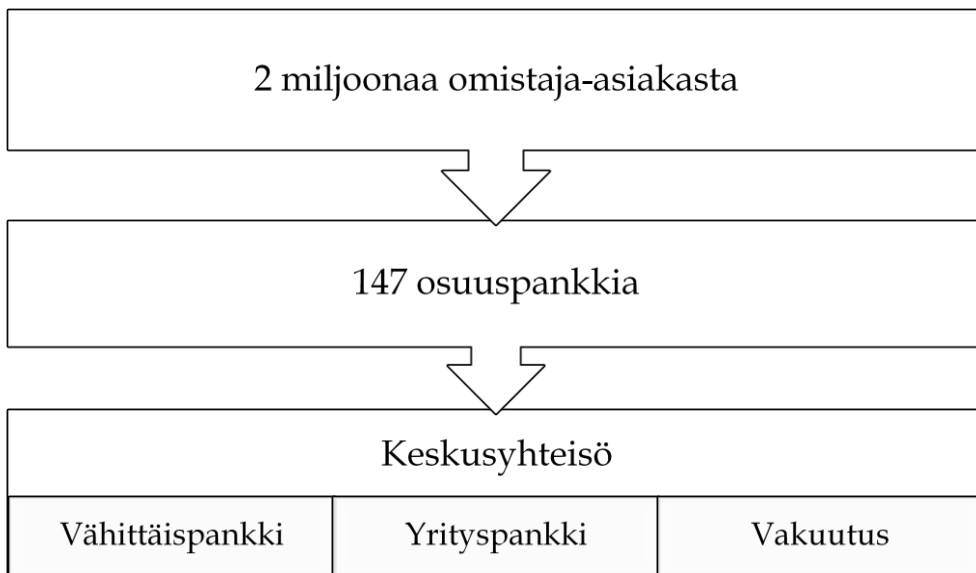 2 miljoonaa omistaja-asiakasta
147 osuuspankkia
Keskusyhteisö
Vähittäispankki
Yrityspankki
Vakuutus